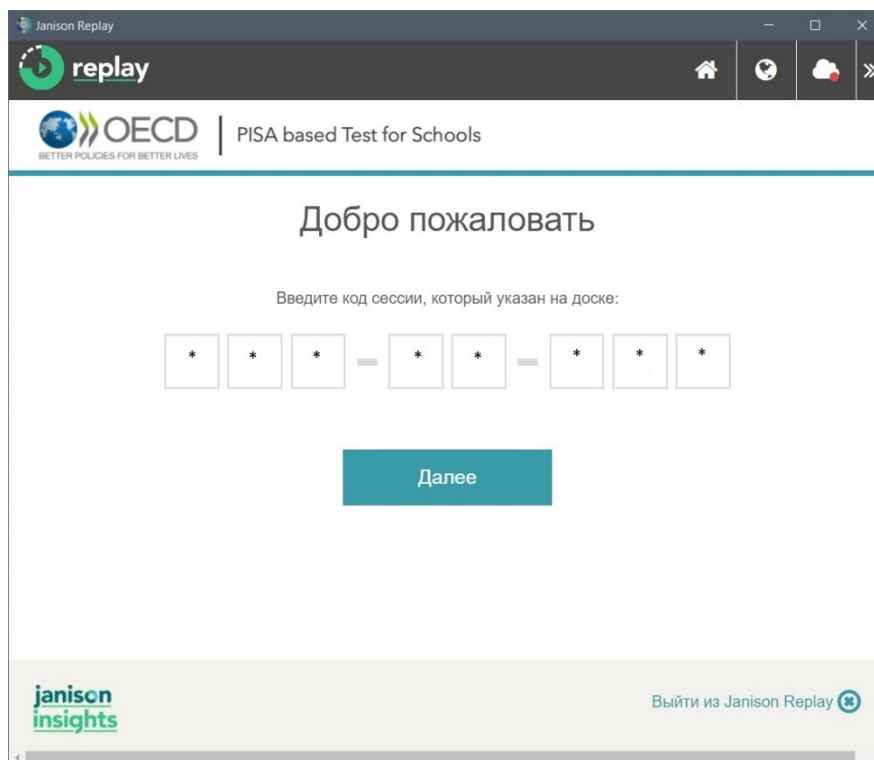 Janison Replay
replay
OECD
BETTER POLICIES FOR BETTER LIVES
PISA based Test for Schools
Добро пожаловать
Введите код сессии, который указан на доске:
* * * - * * - * * *
Далее
janison
insights
Выйти из Janison Replay